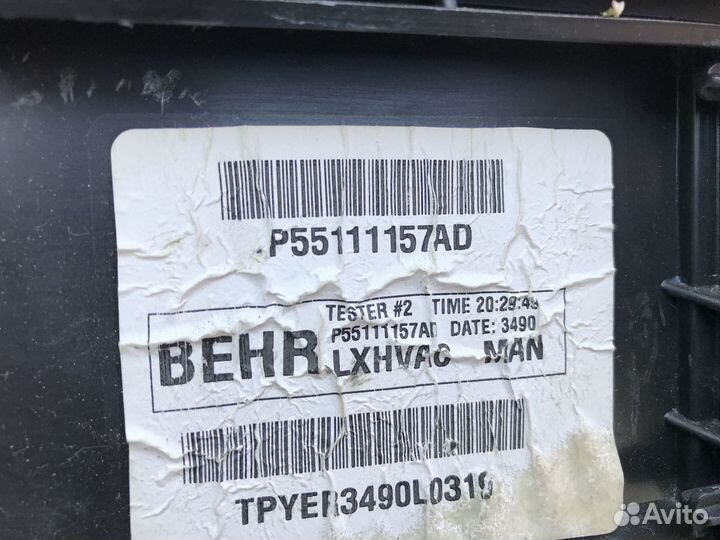 P55111157AD
TESTER #2 TIME 20:29:49
P55111157AD DATE: 3490
BEHR LXHVAC MAN
TPYER3490L0319
Avito